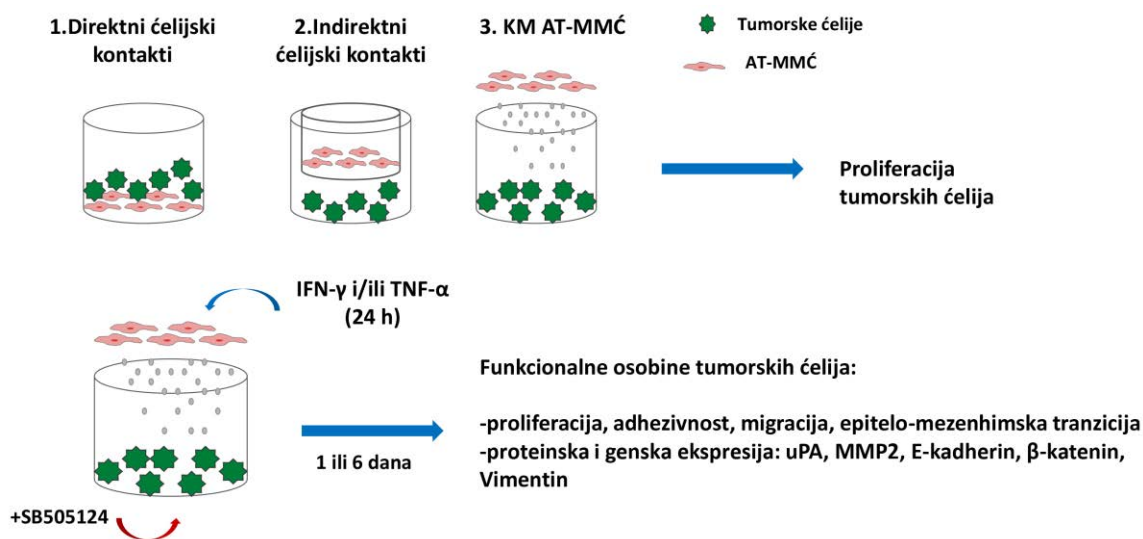 1.Direktni ćelijski
kontakti
2.Indirektni
ćelijski kontakti
3. KM AT-MMĆ
Tumorske ćelije
AT-MMĆ
Proliferacija
tumorskih ćelija
IFN-γ i/ili TNF-α
(24 h)
Funkcionalne osobine tumorskih ćelija:
-proliferacija, adhezivnost, migracija, epitelo-mezenhimska tranzicija
-proteinska i genska ekspresija: uPA, MMP2, E-kadherin, β-katenin,
Vimentin
1 ili 6 dana
+SB505124